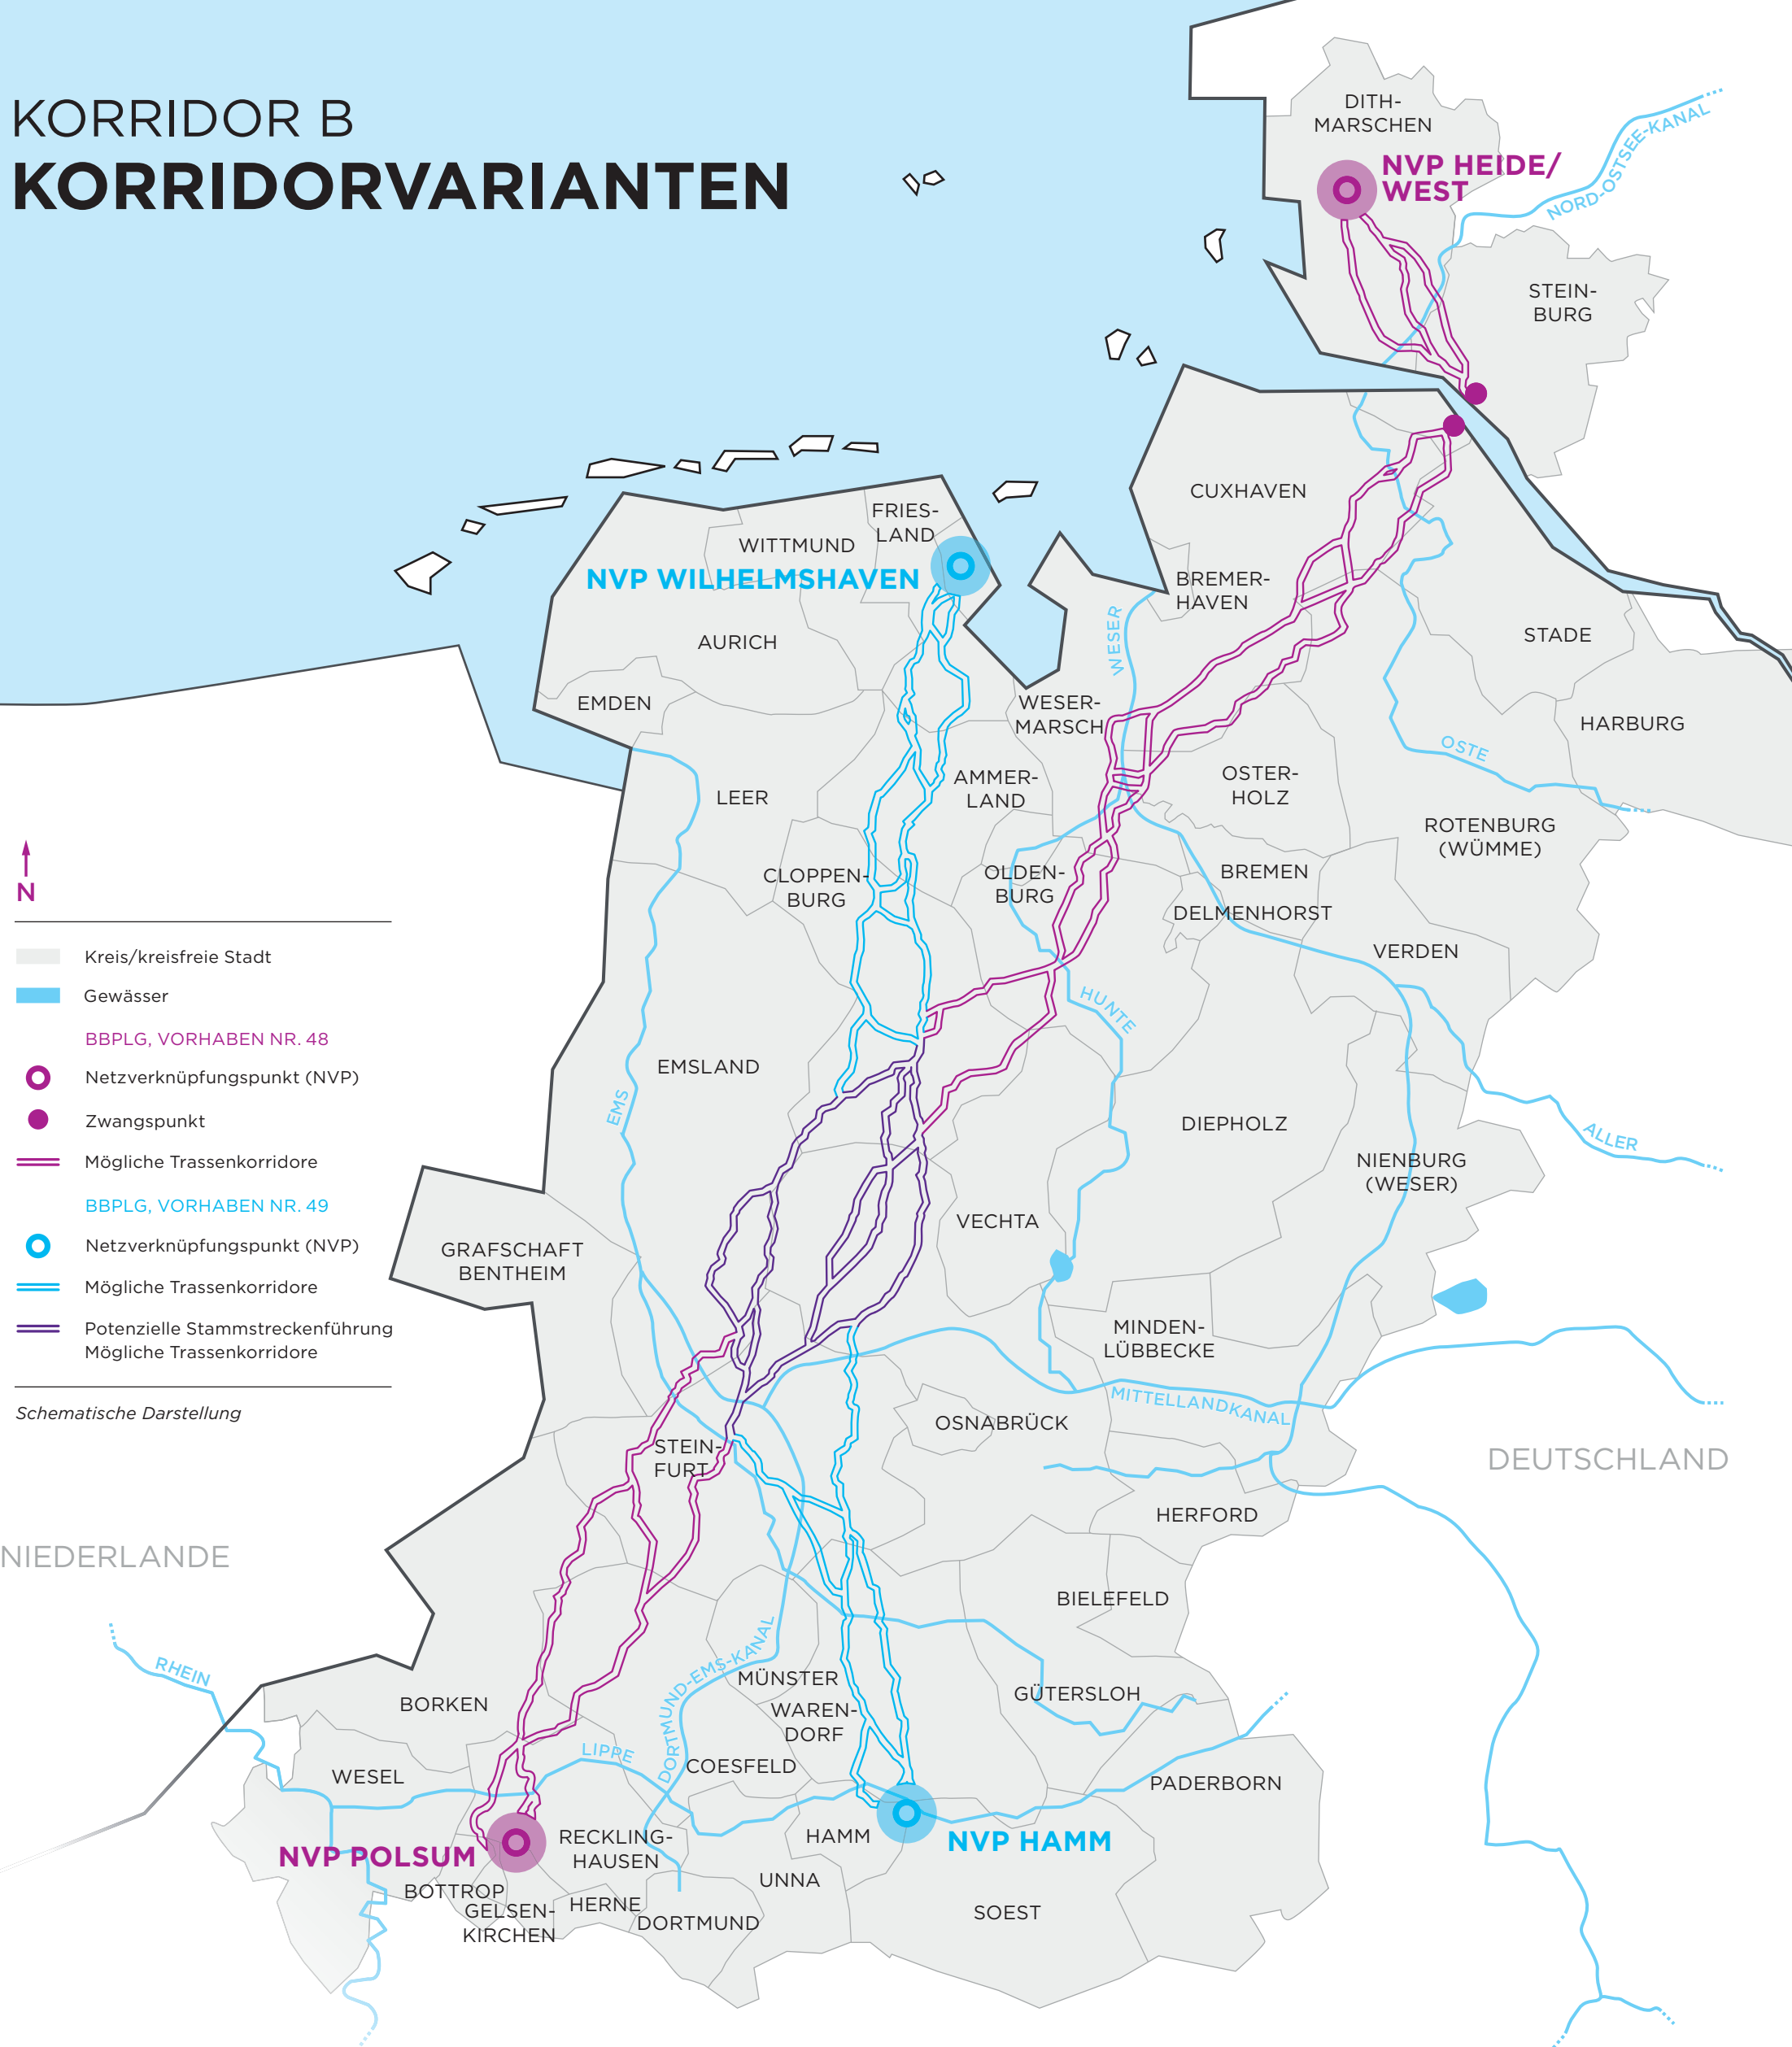 KORRIDOR B
KORRIDORVARIANTEN
DITH-
MARSCHEN
NVP HEIDE/
WEST
NORD-OSTSEE-KANAL
STEIN-
BURG
CUXHAVEN
FRIES-
LAND
WITTMUND
NVP WILHELMSHAVEN
BREMER-
HAVEN
WESER
AURICH
STADE
EMDEN
WESER-
MARSCH
HARBURG
OSTE
LEER
AMMER-
LAND
OSTER-
HOLZ
ROTENBURG
(WÜMME)
CLOPPEN-
BURG
OLDEN-
BURG
BREMEN
DELMENHORST
VERDEN
HUNTE
EMSLAND
EMS
DIEPHOLZ
ALLER
NIENBURG
(WESER)
VECHTA
GRAFSCHAFT
BENTHEIM
MINDEN-
LÜBBECKE
MITTELLANDKANAL
OSNABRÜCK
STEIN-
FURT
DEUTSCHLAND
HERFORD
NIEDERLANDE
BIELEFELD
RHEIN
DORTMUND-EMS-KANAL
MÜNSTER
GÜTERSLOH
BORKEN
WAREN-
DORF
LIPPE
COESFELD
WESEL
PADERBORN
NVP POLSUM
RECKLING-
HAUSEN
HAMM
NVP HAMM
UNNA
BOTTROP
GELSEN-
KIRCHEN
HERNE
DORTMUND
SOEST
N
Kreis/kreisfreie Stadt
Gewässer
BBPLG, VORHABEN NR. 48
Netzverknüpfungspunkt (NVP)
Zwangspunkt
Mögliche Trassenkorridore
BBPLG, VORHABEN NR. 49
Netzverknüpfungspunkt (NVP)
Mögliche Trassenkorridore
Potenzielle Stammstreckenführung
Mögliche Trassenkorridore
Schematische Darstellung